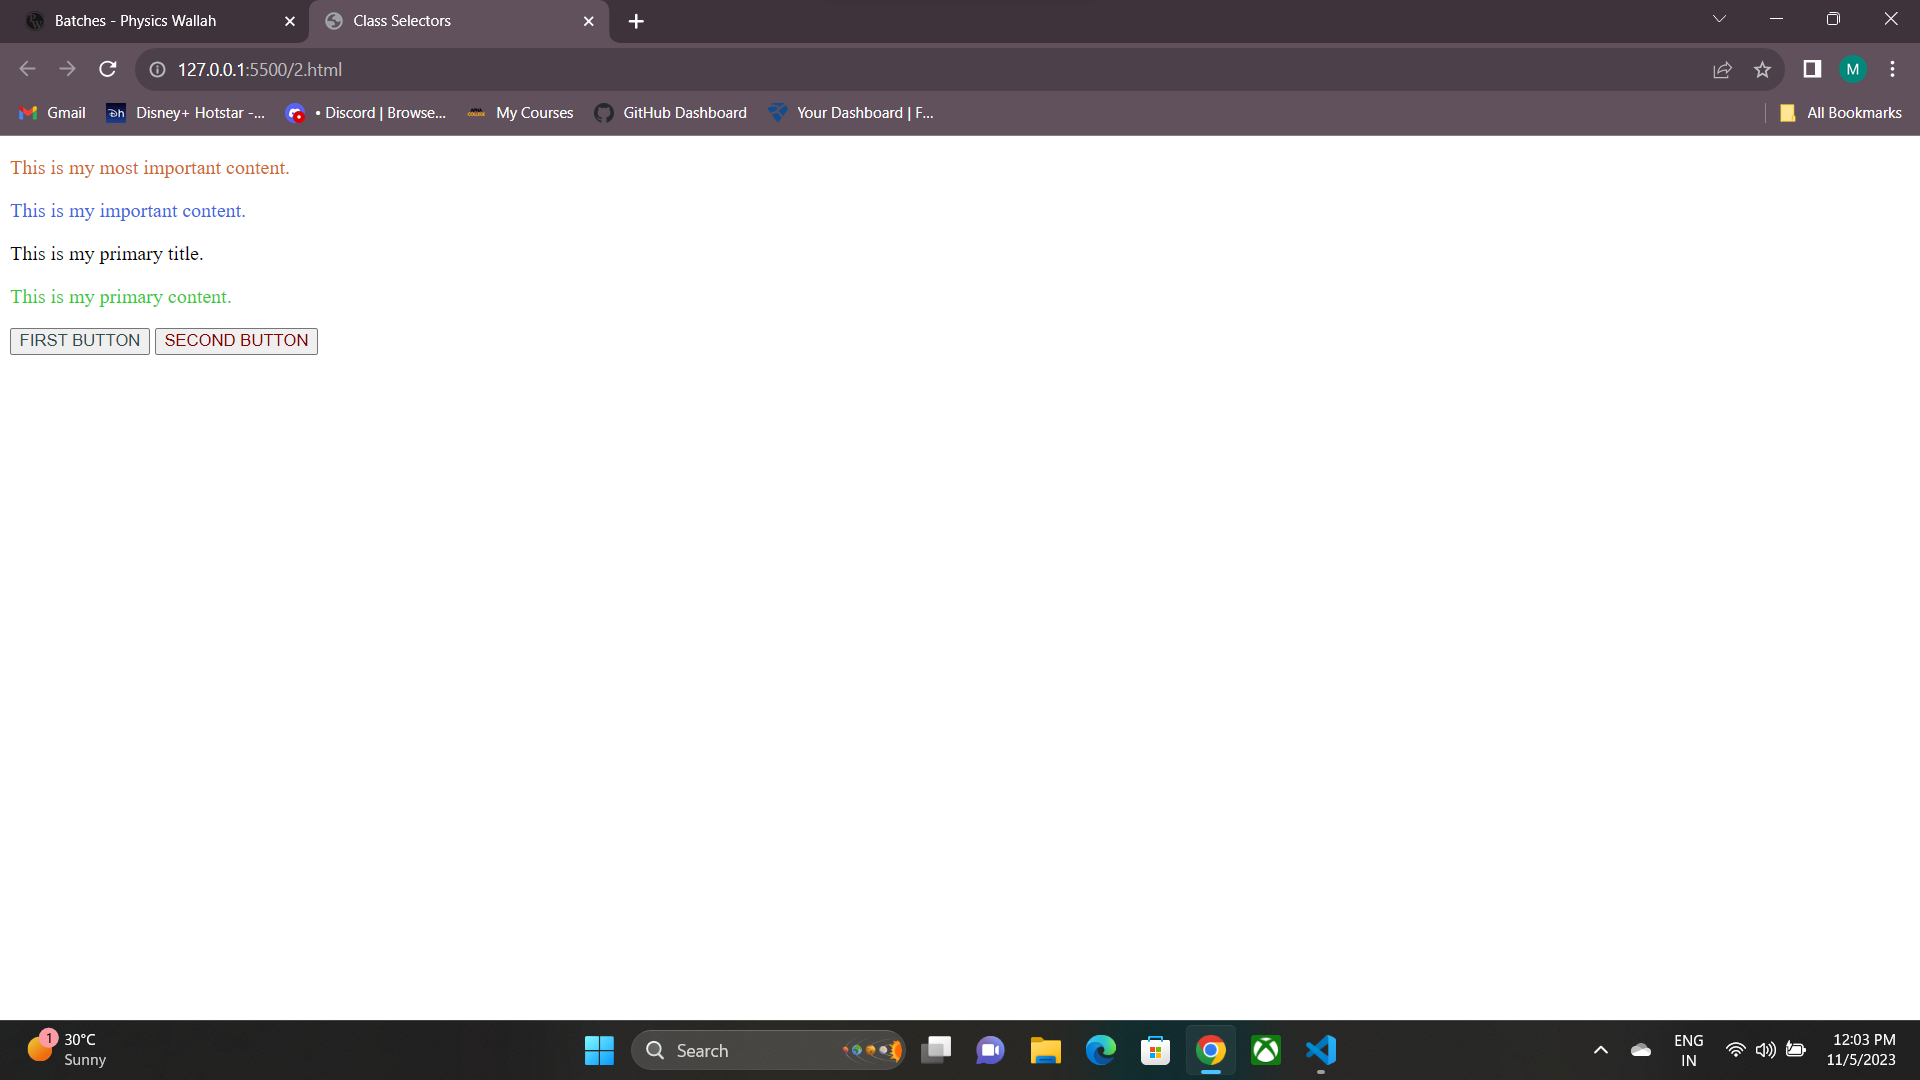 Batches - Physics Wallah
Class Selectors
127.0.0.1:5500/2.html
M
Gmail
Disney+ Hotstar -...
• Discord | Browse...
My Courses
GitHub Dashboard
Your Dashboard | F...
All Bookmarks
This is my most important content.
This is my important content.
This is my primary title.
This is my primary content.
FIRST BUTTON SECOND BUTTON
1
30°C
Sunny
Search
ENG
IN
12:03 PM
11/5/2023